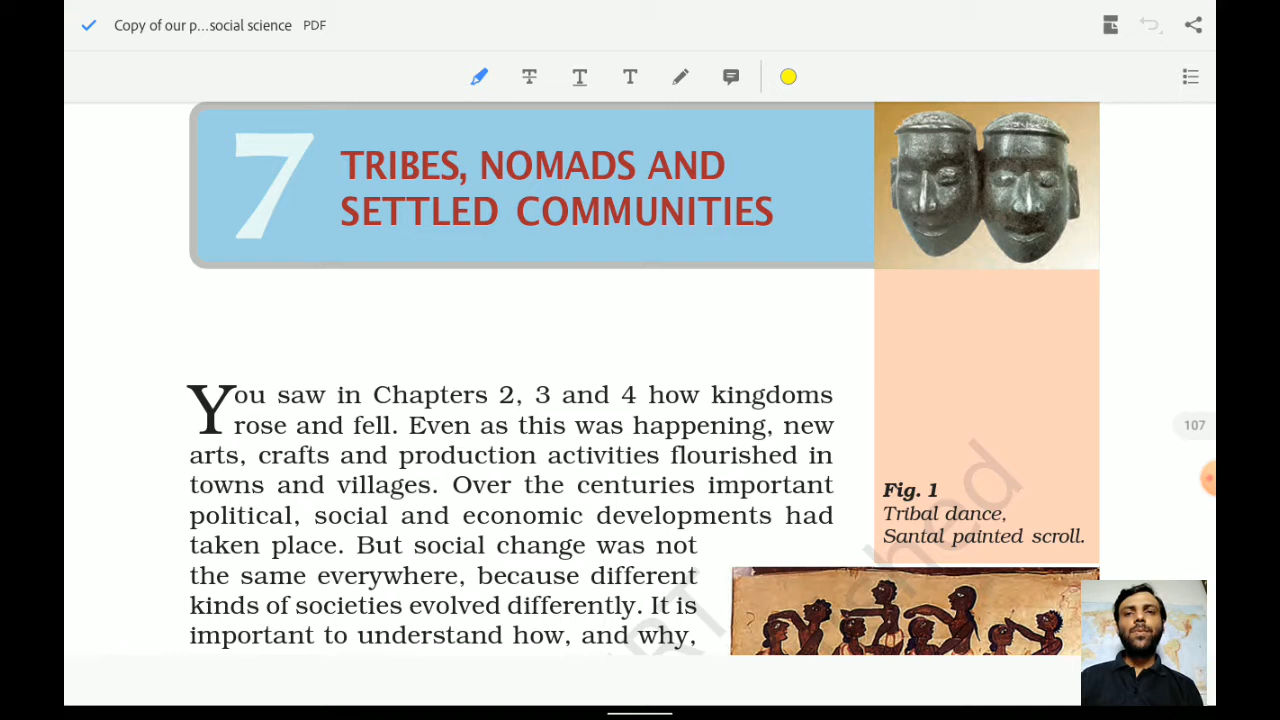 Copy of our p...social science PDF
7
TRIBES, NOMADS AND
SETTLED COMMUNITIES
You saw in Chapters 2, 3 and 4 how kingdoms
rose and fell. Even as this was happening, new
arts, crafts and production activities flourished in
towns and villages. Over the centuries important
political, social and economic developments had
taken place. But social change was not
the same everywhere, because different
kinds of societies evolved differently. It is
important to understand how, and why,
107
Fig. 1
Tribal dance,
Santal painted scroll.